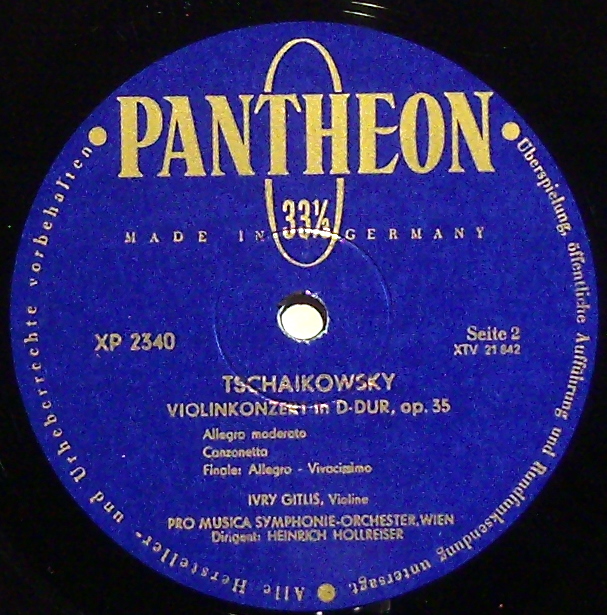 PANTHEON
33⅓
MADE IN GERMANY
XP 2340
Seite 2
XTV 21 842
TSCHAIKOWSKY
VIOLINKONZERT in D-DUR, op. 35
Allegro moderato
Canzonetta
Finale: Allegro - Vivacissimo
IVRY GITLIS, Violine
PRO MUSICA SYMPHONIE-ORCHESTER, WIEN
Dirigent: HEINRICH HOLLREISER
Alle Hersteller- und Urheberrechte vorbehalten
Überspielung, öffentliche Aufführung und Rundfunksendung untersagt.